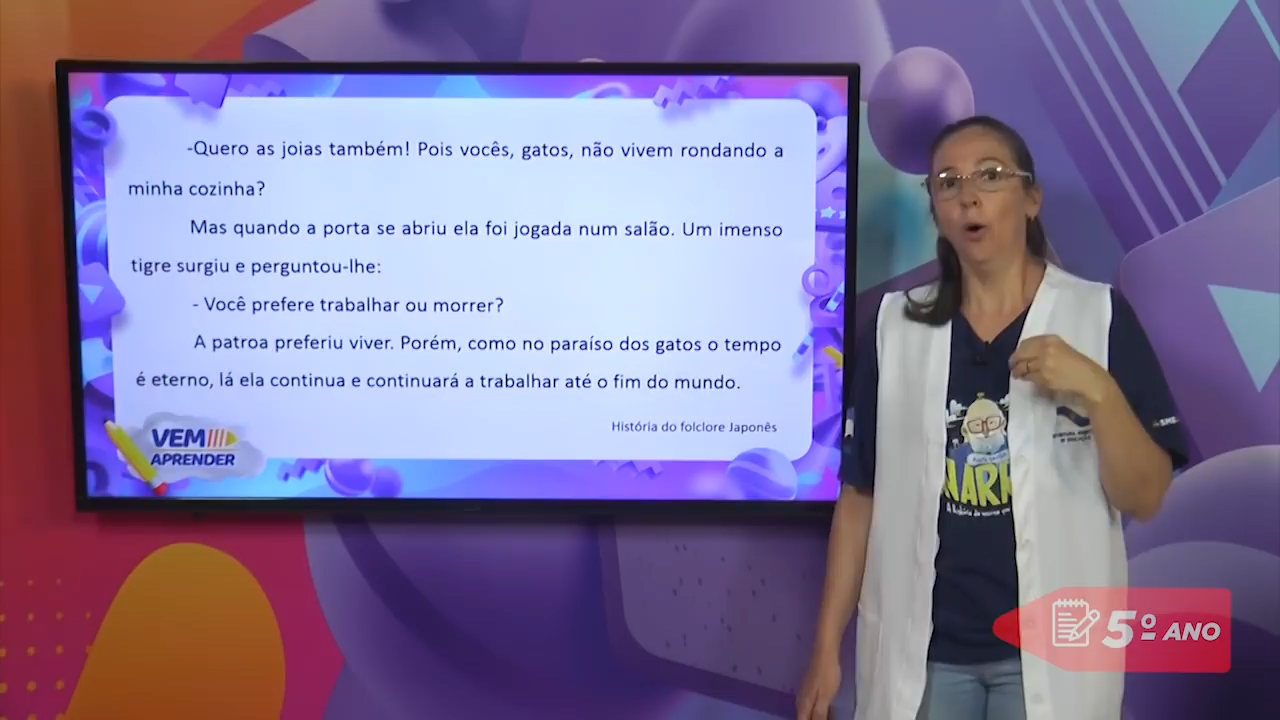 -Quero as joias também! Pois vocês, gatos, não vivem rondando a
minha cozinha?
Mas quando a porta se abriu ela foi jogada num salão. Um imenso
tigre surgiu e perguntou-lhe:
- Você prefere trabalhar ou morrer?
A patroa preferiu viver. Porém, como no paraíso dos gatos o tempo
é eterno, lá ela continua e continuará a trabalhar até o fim do mundo.
História do folclore Japonês
VEM
APRENDER
5º ANO